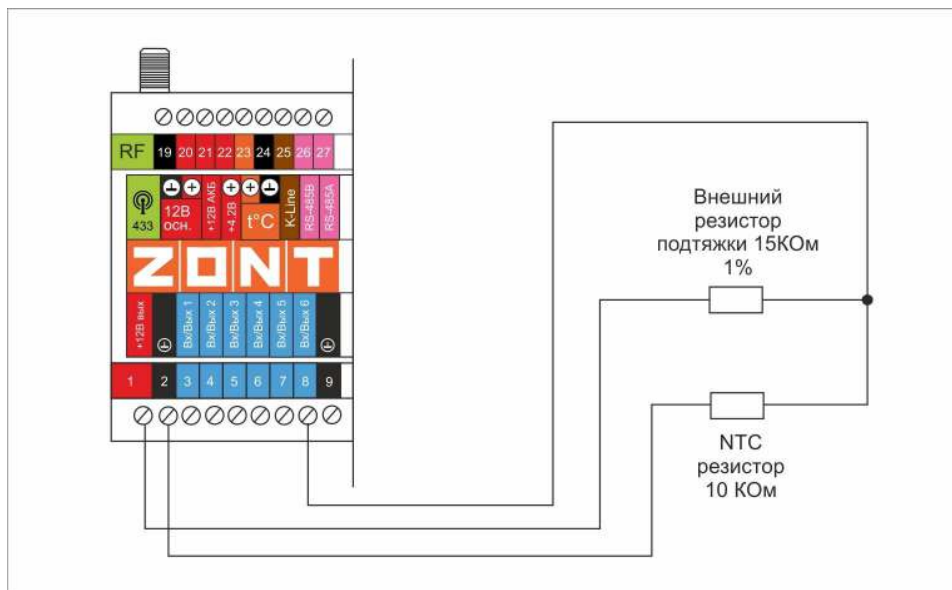 RF 19 20 21 22 23 24 25 26 27
433
12В
осн.
+12В АКБ
+4.2В
t°C
K-Line
RS-485B
RS-485A
ZONT
+12В вых
Вх/Вых 1
Вх/Вых 2
Вх/Вых 3
Вх/Вых 4
Вх/Вых 5
Вх/Вых 6
1 2 3 4 5 6 7 8 9
Внешний
резистор
подтяжки 15КОм
1%
NTC
резистор
10 КОм